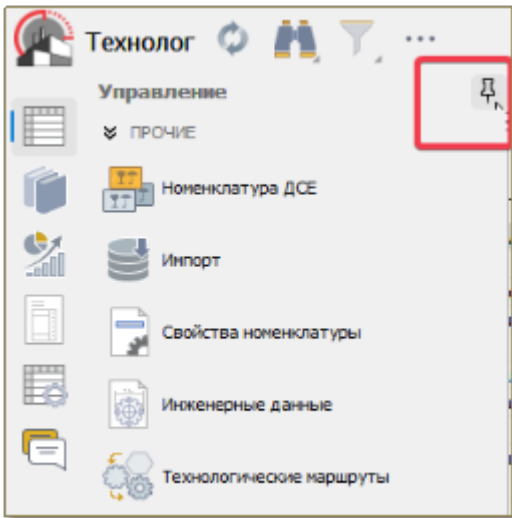 Технолог
Управление
ПРОЧИЕ
Номенклатура ДСЕ
Импорт
Свойства номенклатуры
Инженерные данные
Технологические маршруты